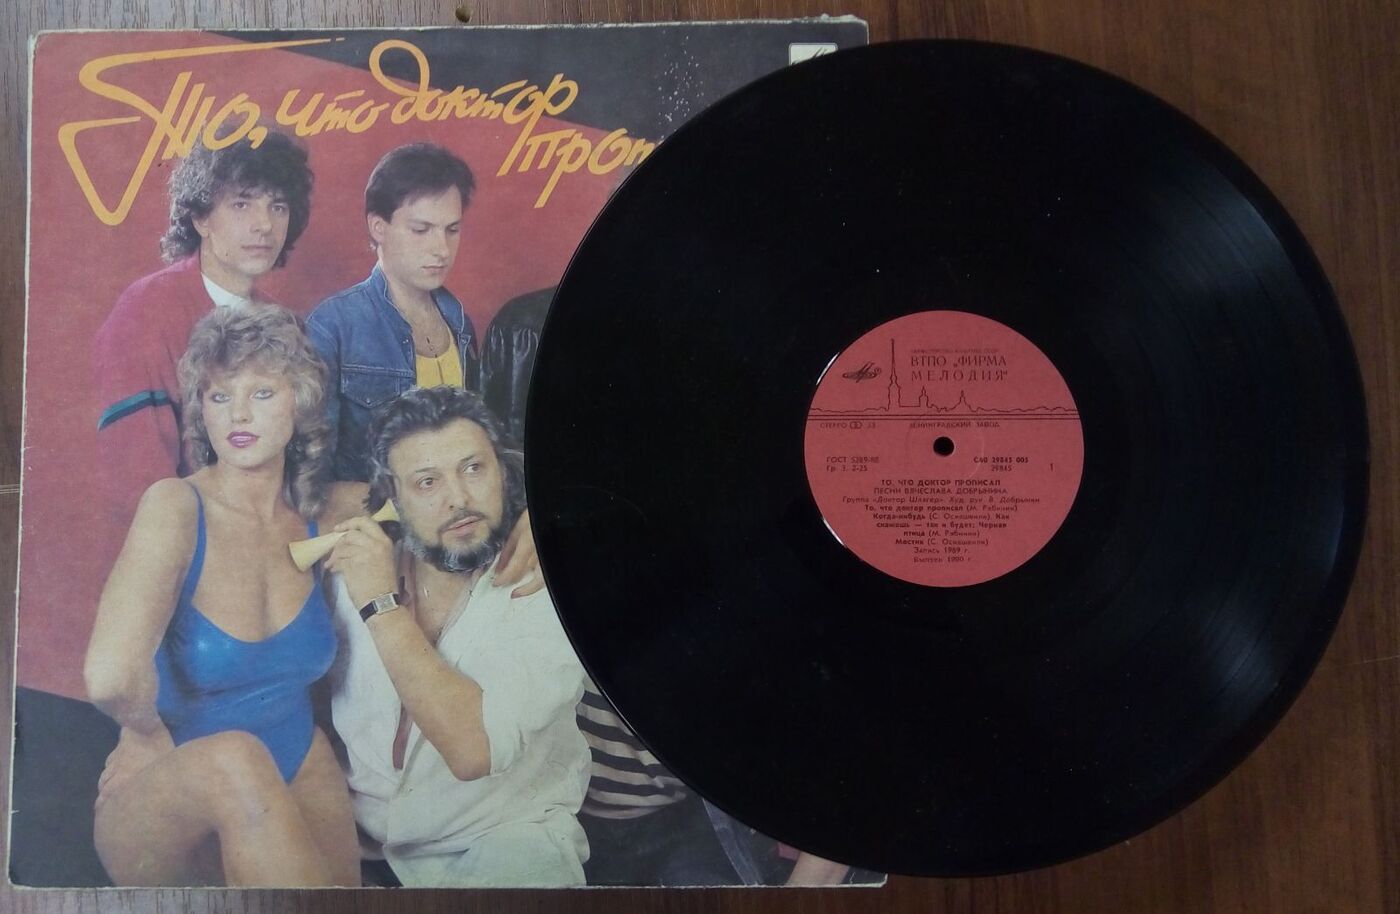 То, что доктор
проп
МИНИСТЕРСТВО КУЛЬТУРЫ СССР
ВТПО „ФИРМА
МЕЛОДИЯ"
СТЕРЕО 33
ЛЕНИНГРАДСКИЙ ЗАВОД
ГОСТ 5289-88
С60 29845 005
Гр. 3. 2-25
29845
1
ТО, ЧТО ДОКТОР ПРОПИСАЛ
ПЕСНИ ВЯЧЕСЛАВА ДОБРЫНИНА
Группа «Доктор Шлягер». Худ. рук. В. Добрынин
То, что доктор прописал (М. Рябинин)
Когда-нибудь (С. Осиашвили). Как
скажешь — так и будет; Черная
птица (М. Рябинин)
Мостик (С. Осиашвили)
Запись 1989 г.
Выпуск 1990 г.